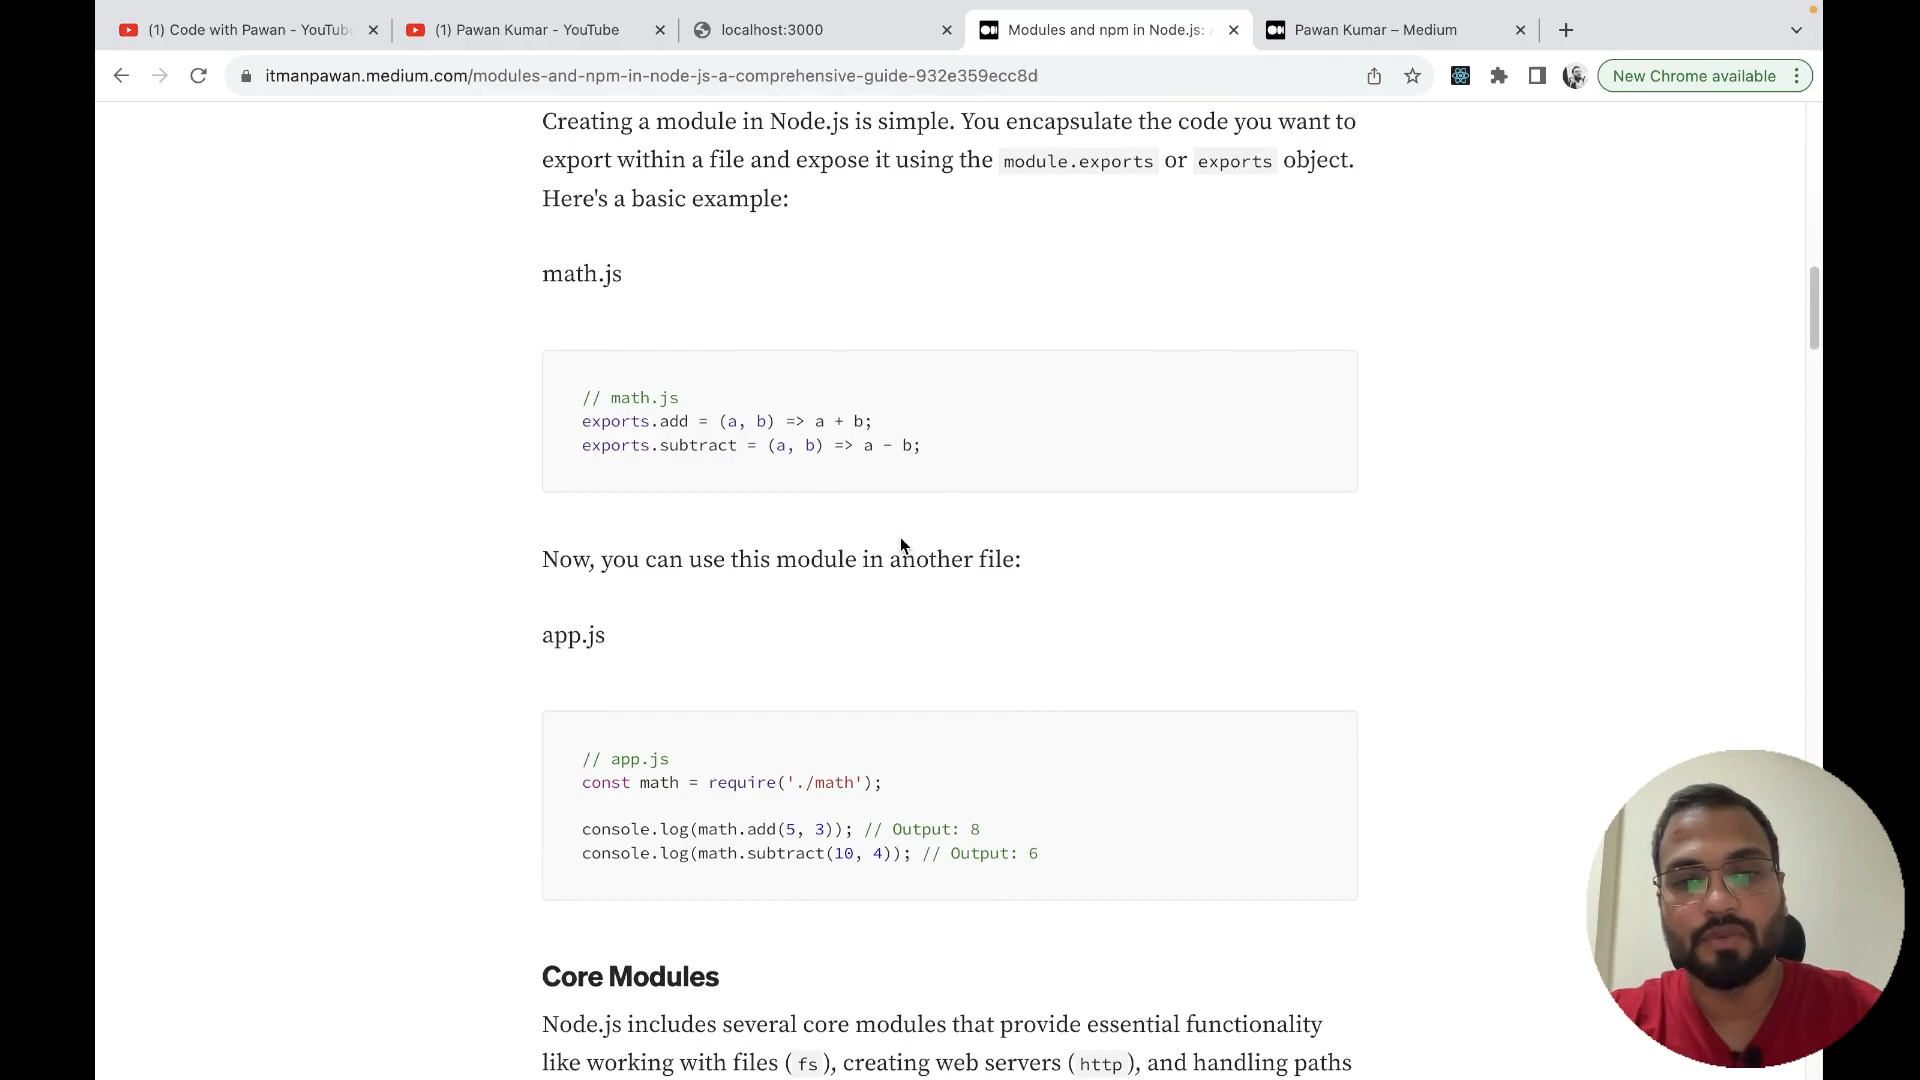 (1) Code with Pawan - YouTub
(1) Pawan Kumar - YouTube
localhost:3000
Modules and npm in Node.js:
Pawan Kumar – Medium
itmanpawan.medium.com/modules-and-npm-in-node-js-a-comprehensive-guide-932e359ecc8d
New Chrome available
Creating a module in Node.js is simple. You encapsulate the code you want to
export within a file and expose it using the module.exports or exports object.
Here's a basic example:
math.js
// math.js
exports.add = (a, b) => a + b;
exports.subtract = (a, b) => a - b;
Now, you can use this module in another file:
app.js
// app.js
const math = require('./math');
console.log(math.add(5, 3)); // Output: 8
console.log(math.subtract(10, 4)); // Output: 6
Core Modules
Node.js includes several core modules that provide essential functionality
like working with files (fs), creating web servers (http), and handling paths